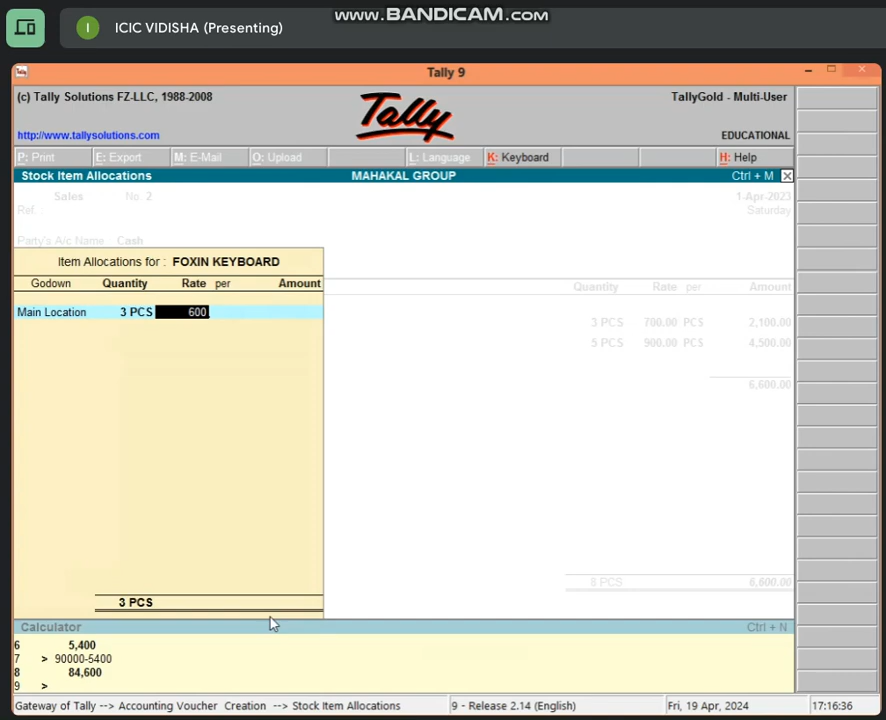 www.BANDICAM.com
I ICIC VIDISHA (Presenting)
Tally Tally 9
(c) Tally Solutions FZ-LLC, 1988-2008
Tally
TallyGold - Multi-User
http://www.tallysolutions.com
EDUCATIONAL
P: Print E: Export M: E-Mail O: Upload L: Language K: Keyboard H: Help
Stock Item Allocations MAHAKAL GROUP Ctrl + M
Sales No. 2 1-Apr-2023
Ref. : Saturday
Party's A/c Name Cash
Item Allocations for : FOXIN KEYBOARD
Godown Quantity Rate per Amount
Quantity Rate per Amount
Main Location 3 PCS 600
3 PCS 700.00 PCS 2,100.00
5 PCS 900.00 PCS 4,500.00
6,600.00
8 PCS 6,600.00
3 PCS
Calculator Ctrl + N
6 5,400
7 > 90000-5400
8 84,600
9 >
Gateway of Tally --> Accounting Voucher Creation --> Stock Item Allocations 9 - Release 2.14 (English) Fri, 19 Apr, 2024 17:16:36